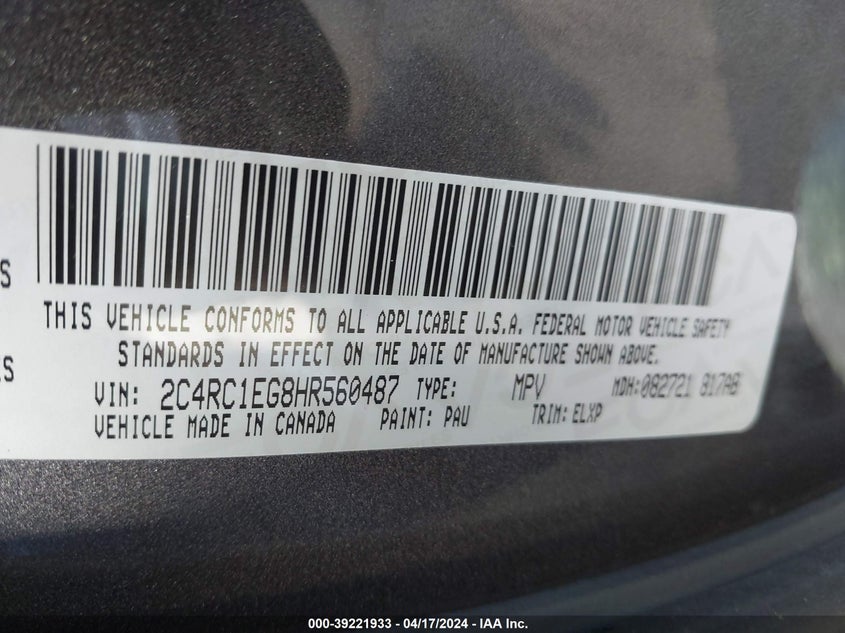 S
THIS VEHICLE CONFORMS TO ALL APPLICABLE U.S.A. FEDERAL MOTOR VEHICLE SAFETY
STANDARDS IN EFFECT ON THE DATE OF MANUFACTURE SHOWN ABOVE.
ES
VIN: 2C4RC1EG8HR560487 TYPE: MPV MDH:082721 817AB
VEHICLE MADE IN CANADA PAINT: PAU TRIM: ELXP
000-39221933 - 04/17/2024 - IAA Inc.